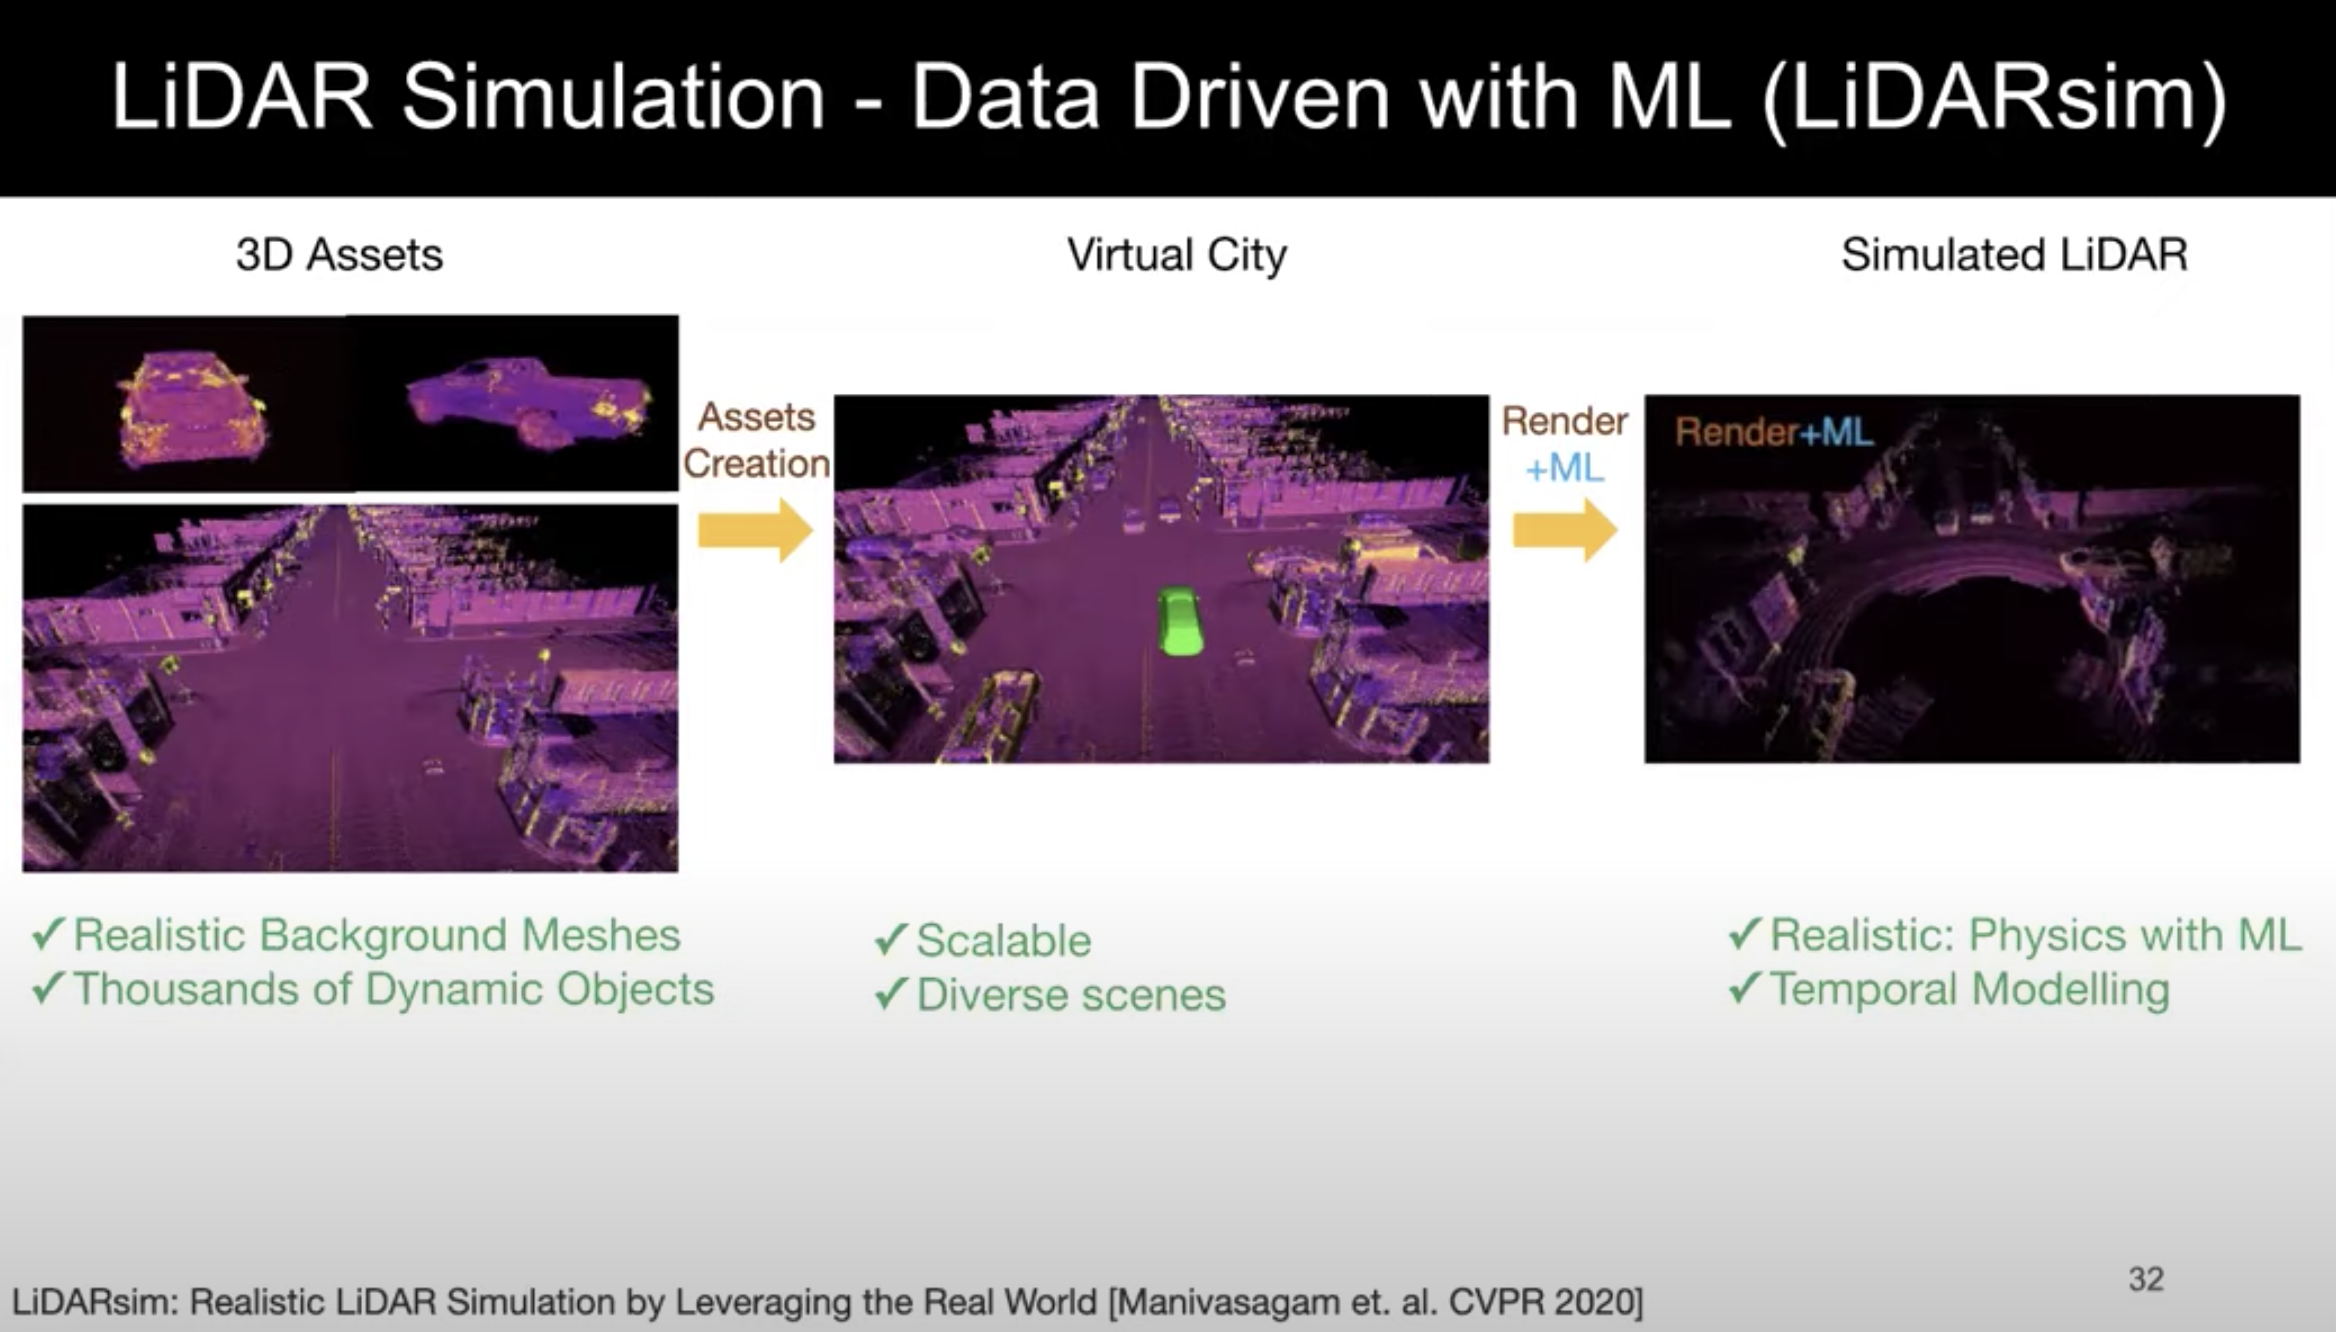 LiDAR Simulation - Data Driven with ML (LiDARsim)
3D Assets
Virtual City
Simulated LiDAR
Assets
Creation
Render
+ML
Render+ML
✓Realistic Background Meshes
✓Thousands of Dynamic Objects
✓Scalable
✓Diverse scenes
✓Realistic: Physics with ML
✓Temporal Modelling
32
LiDARsim: Realistic LiDAR Simulation by Leveraging the Real World [Manivasagam et. al. CVPR 2020]